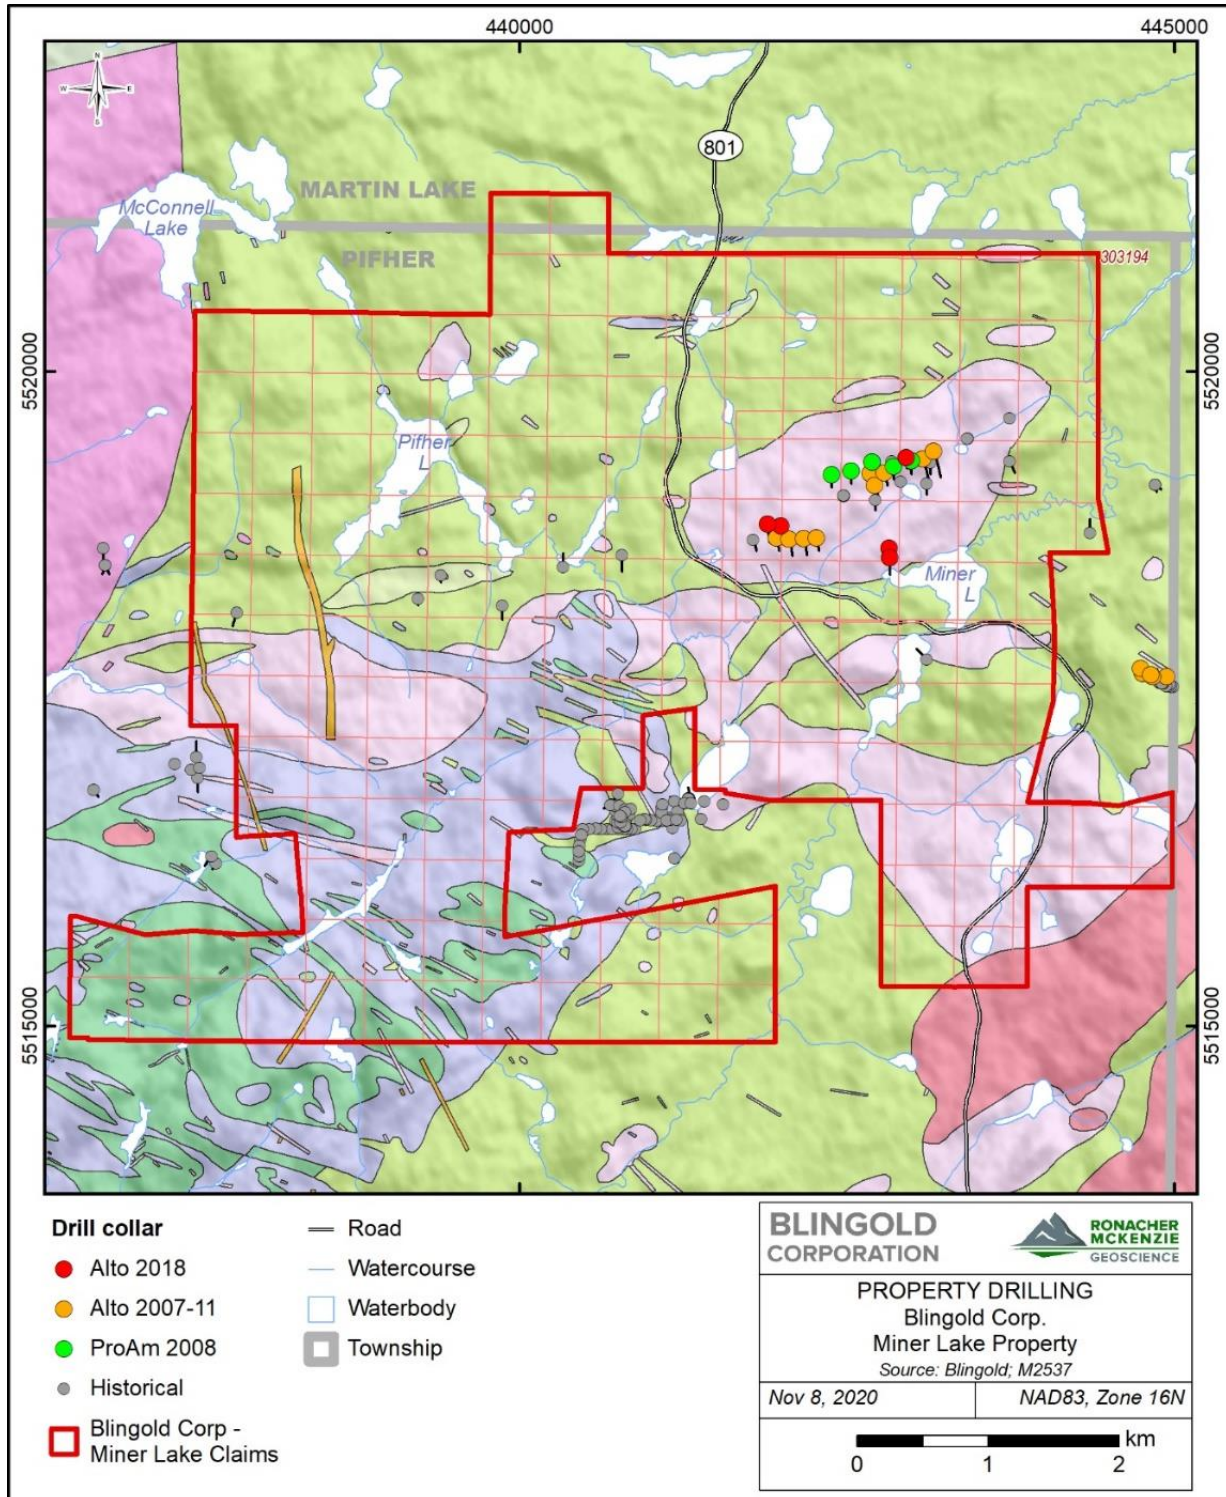 440000
445000
N
W
E
S
801
MARTIN LAKE
McConnell
Lake
PIFHER
303194
5520000
5520000
Pifher
L
Miner
L
5515000
5515000
Drill collar
Alto 2018
Alto 2007-11
ProAm 2008
Historical
Blingold Corp -
Miner Lake Claims
Road
Watercourse
Waterbody
Township
BLINGOLD
CORPORATION
RONACHER
MCKENZIE
GEOSCIENCE
PROPERTY DRILLING
Blingold Corp.
Miner Lake Property
Source: Blingold; M2537
Nov 8, 2020
NAD83, Zone 16N
km
0 1 2